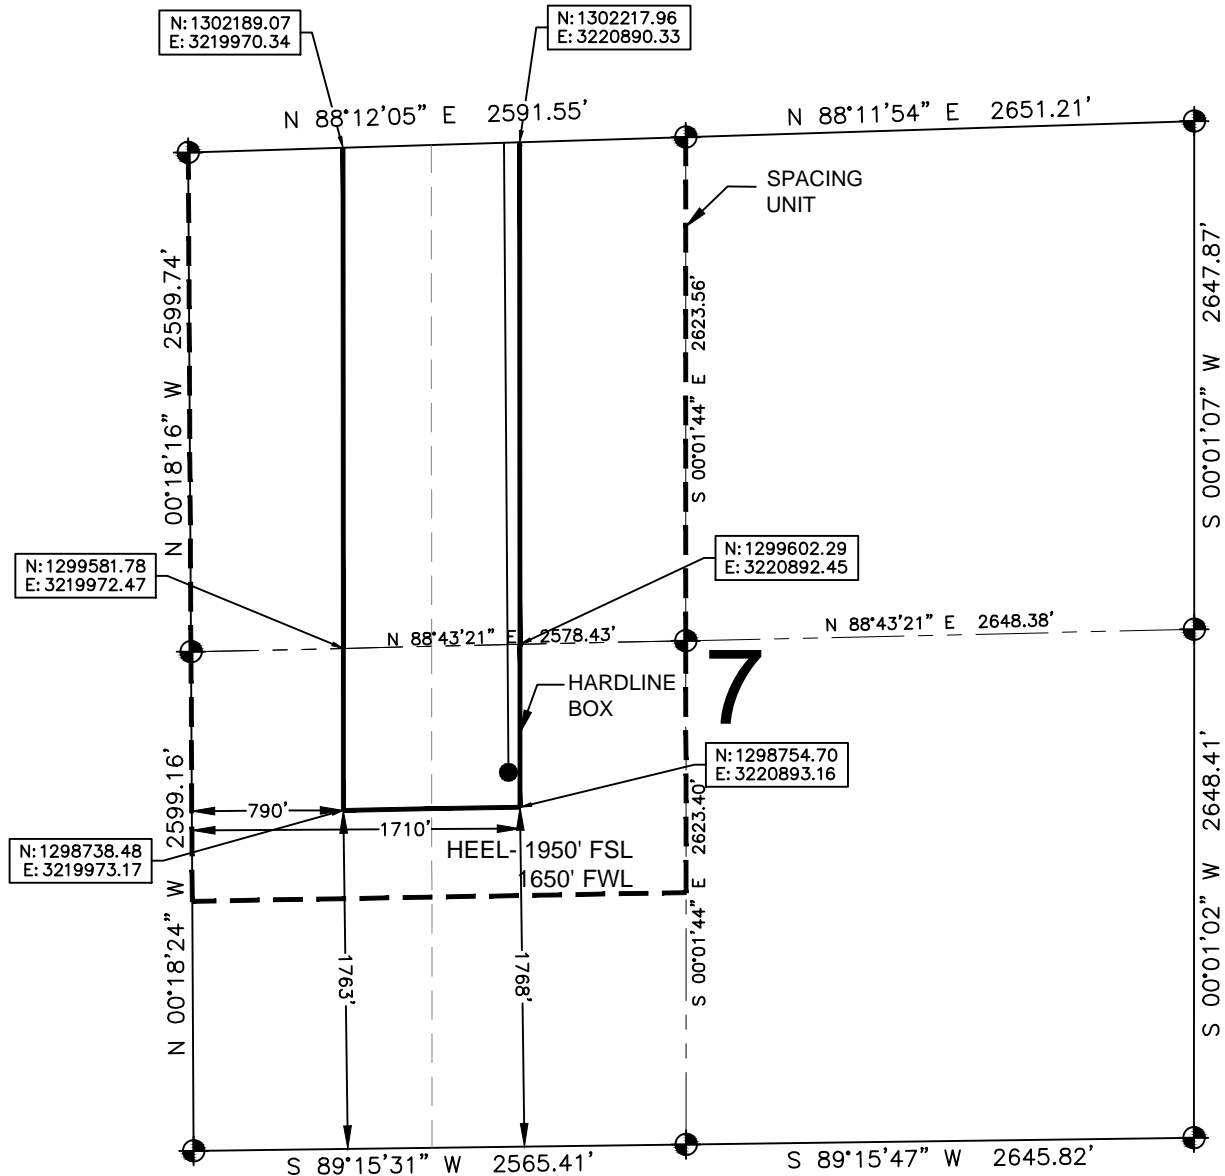 N: 1302189.07
E: 3219970.34
N: 1302217.96
E: 3220890.33
N 88°12'05" E 2591.55'
N 88°11'54" E 2651.21'
SPACING
UNIT
N 00°18'16" W 2599.74'
S 00°01'44" E 2623.56'
S 00°01'07" W 2647.87'
N: 1299581.78
E: 3219972.47
N: 1299602.29
E: 3220892.45
N 88°43'21" E 2578.43'
N 88°43'21" E 2648.38'
7
HARDLINE
BOX
N: 1298754.70
E: 3220893.16
790'
1710'
N: 1298738.48
E: 3219973.17
HEEL- 1950' FSL
1650' FWL
N 00°18'24" W 2599.16'
S 00°01'44" E 2623.40'
S 00°01'02" W 2648.41'
1763'
1768'
S 89°15'31" W 2565.41'
S 89°15'47" W 2645.82'